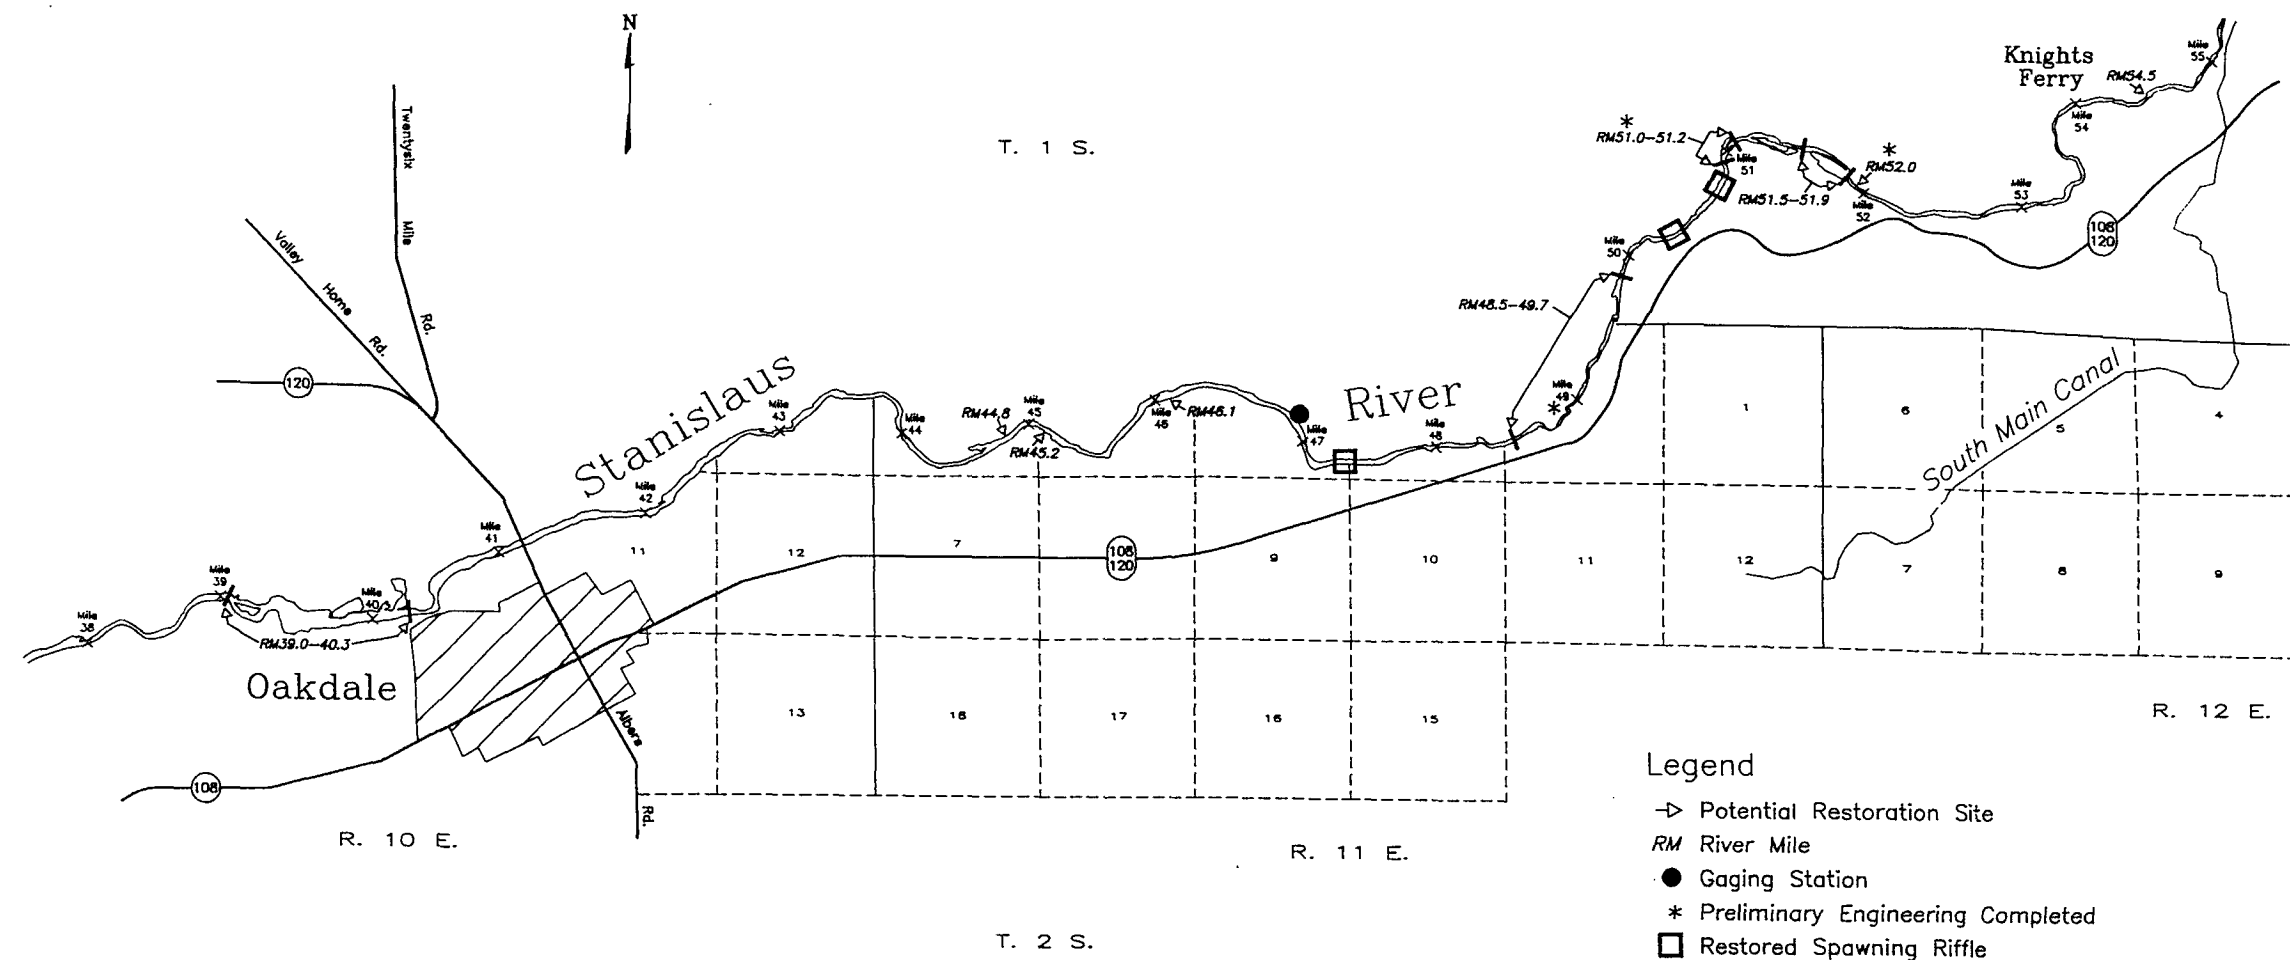 N
Knights
Ferry
RM54.5
Mile
55
Mile
54
Mile
53
Mile
52
RM52.0
*
RM51.5-51.9
Mile
51
*
RM51.0-51.2
Mile
50
RM48.5-49.7
Mile
49
*
Mile
48
Mile
47
RM46.1
Mile
46
RM45.2
Mile
45
RM44.8
Mile
44
Mile
43
Mile
42
Mile
41
Mile
40
Mile
39
Mile
38
RM39.0-40.3
T. 1 S.
Twentysix Mile Rd.
Valley Home Rd.
120
Stanislaus River
108
120
108
120
South Main Canal
1
6
5
4
11
12
7
9
10
11
12
7
8
9
13
18
17
16
15
Oakdale
Albers Rd.
108
R. 10 E.
R. 11 E.
R. 12 E.
T. 2 S.
Legend
Potential Restoration Site
RM River Mile
Gaging Station
* Preliminary Engineering Completed
Restored Spawning Riffle